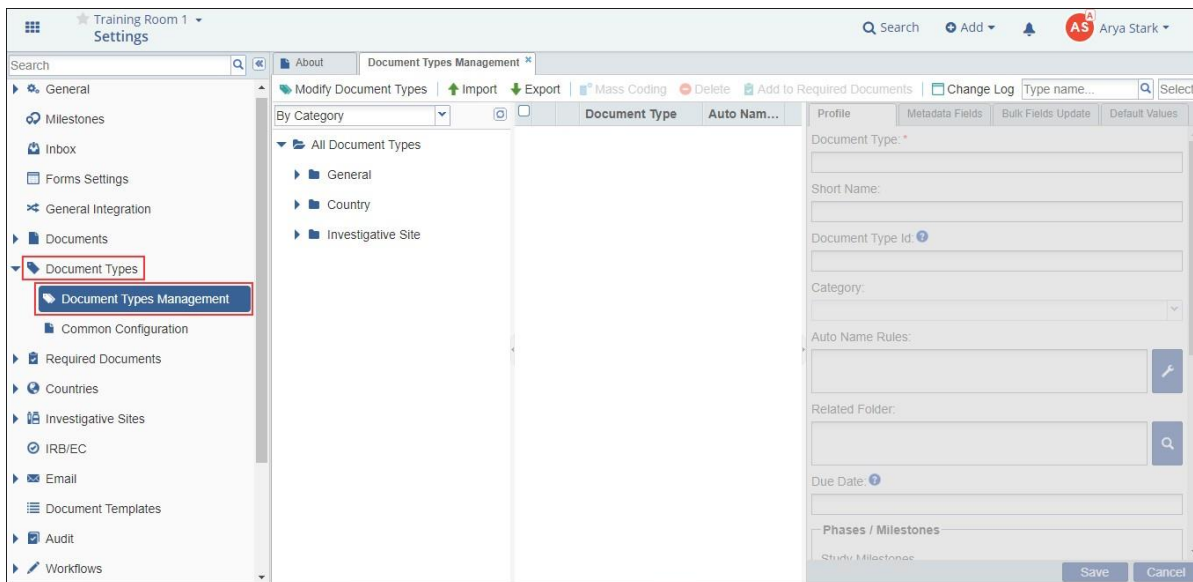 Training Room 1
Settings
Search
Add
A
AS
Arya Stark
Search
General
Milestones
Inbox
Forms Settings
General Integration
Documents
Document Types
Document Types Management
Common Configuration
Required Documents
Countries
Investigative Sites
IRB/EC
Email
Document Templates
Audit
Workflows
About
Document Types Management
Modify Document Types
Import
Export
Mass Coding
Delete
Add to Required Documents
Change Log
Type name...
Select
By Category
All Document Types
General
Country
Investigative Site
Document Type
Auto Nam...
Profile
Metadata Fields
Bulk Fields Update
Default Values
Document Type: *
Short Name:
Document Type Id:
Category:
Auto Name Rules:
Related Folder:
Due Date:
Phases / Milestones
Study Milestones
Save
Cancel